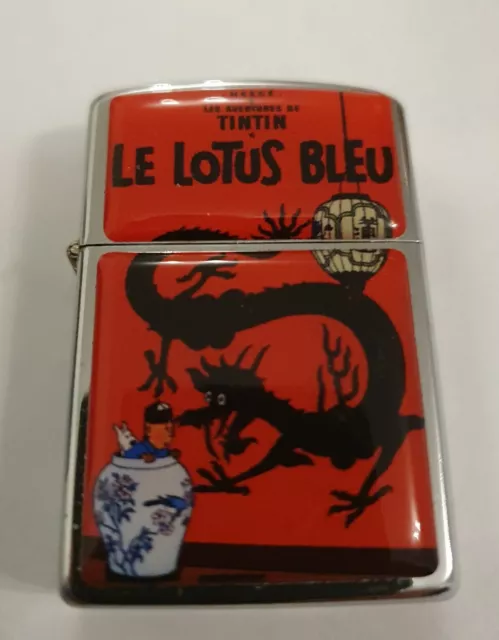 HERGÉ
LES AVENTURES DE
TINTIN
LE LOTUS BLEU